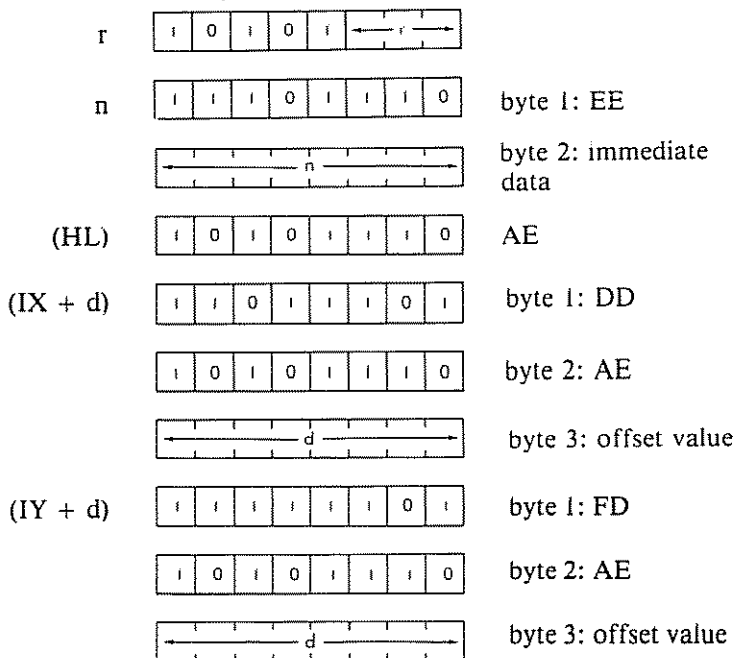 r 1 0 1 0 1 r
n 1 1 1 0 1 1 1 0 byte 1: EE
n byte 2: immediate data
(HL) 1 0 1 0 1 1 1 0 AE
(IX + d) 1 1 0 1 1 1 0 1 byte 1: DD
1 0 1 0 1 1 1 0 byte 2: AE
d byte 3: offset value
(IY + d) 1 1 1 1 1 1 0 1 byte 1: FD
1 0 1 0 1 1 1 0 byte 2: AE
d byte 3: offset value